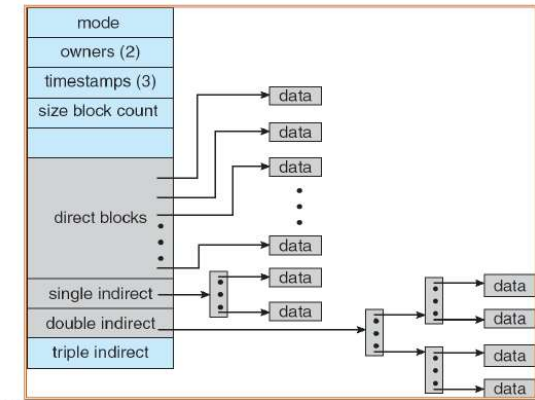 mode
owners (2)
timestamps (3)
size block count
direct blocks
single indirect
double indirect
triple indirect
data
data
data
data
data
data
data
data
data
data